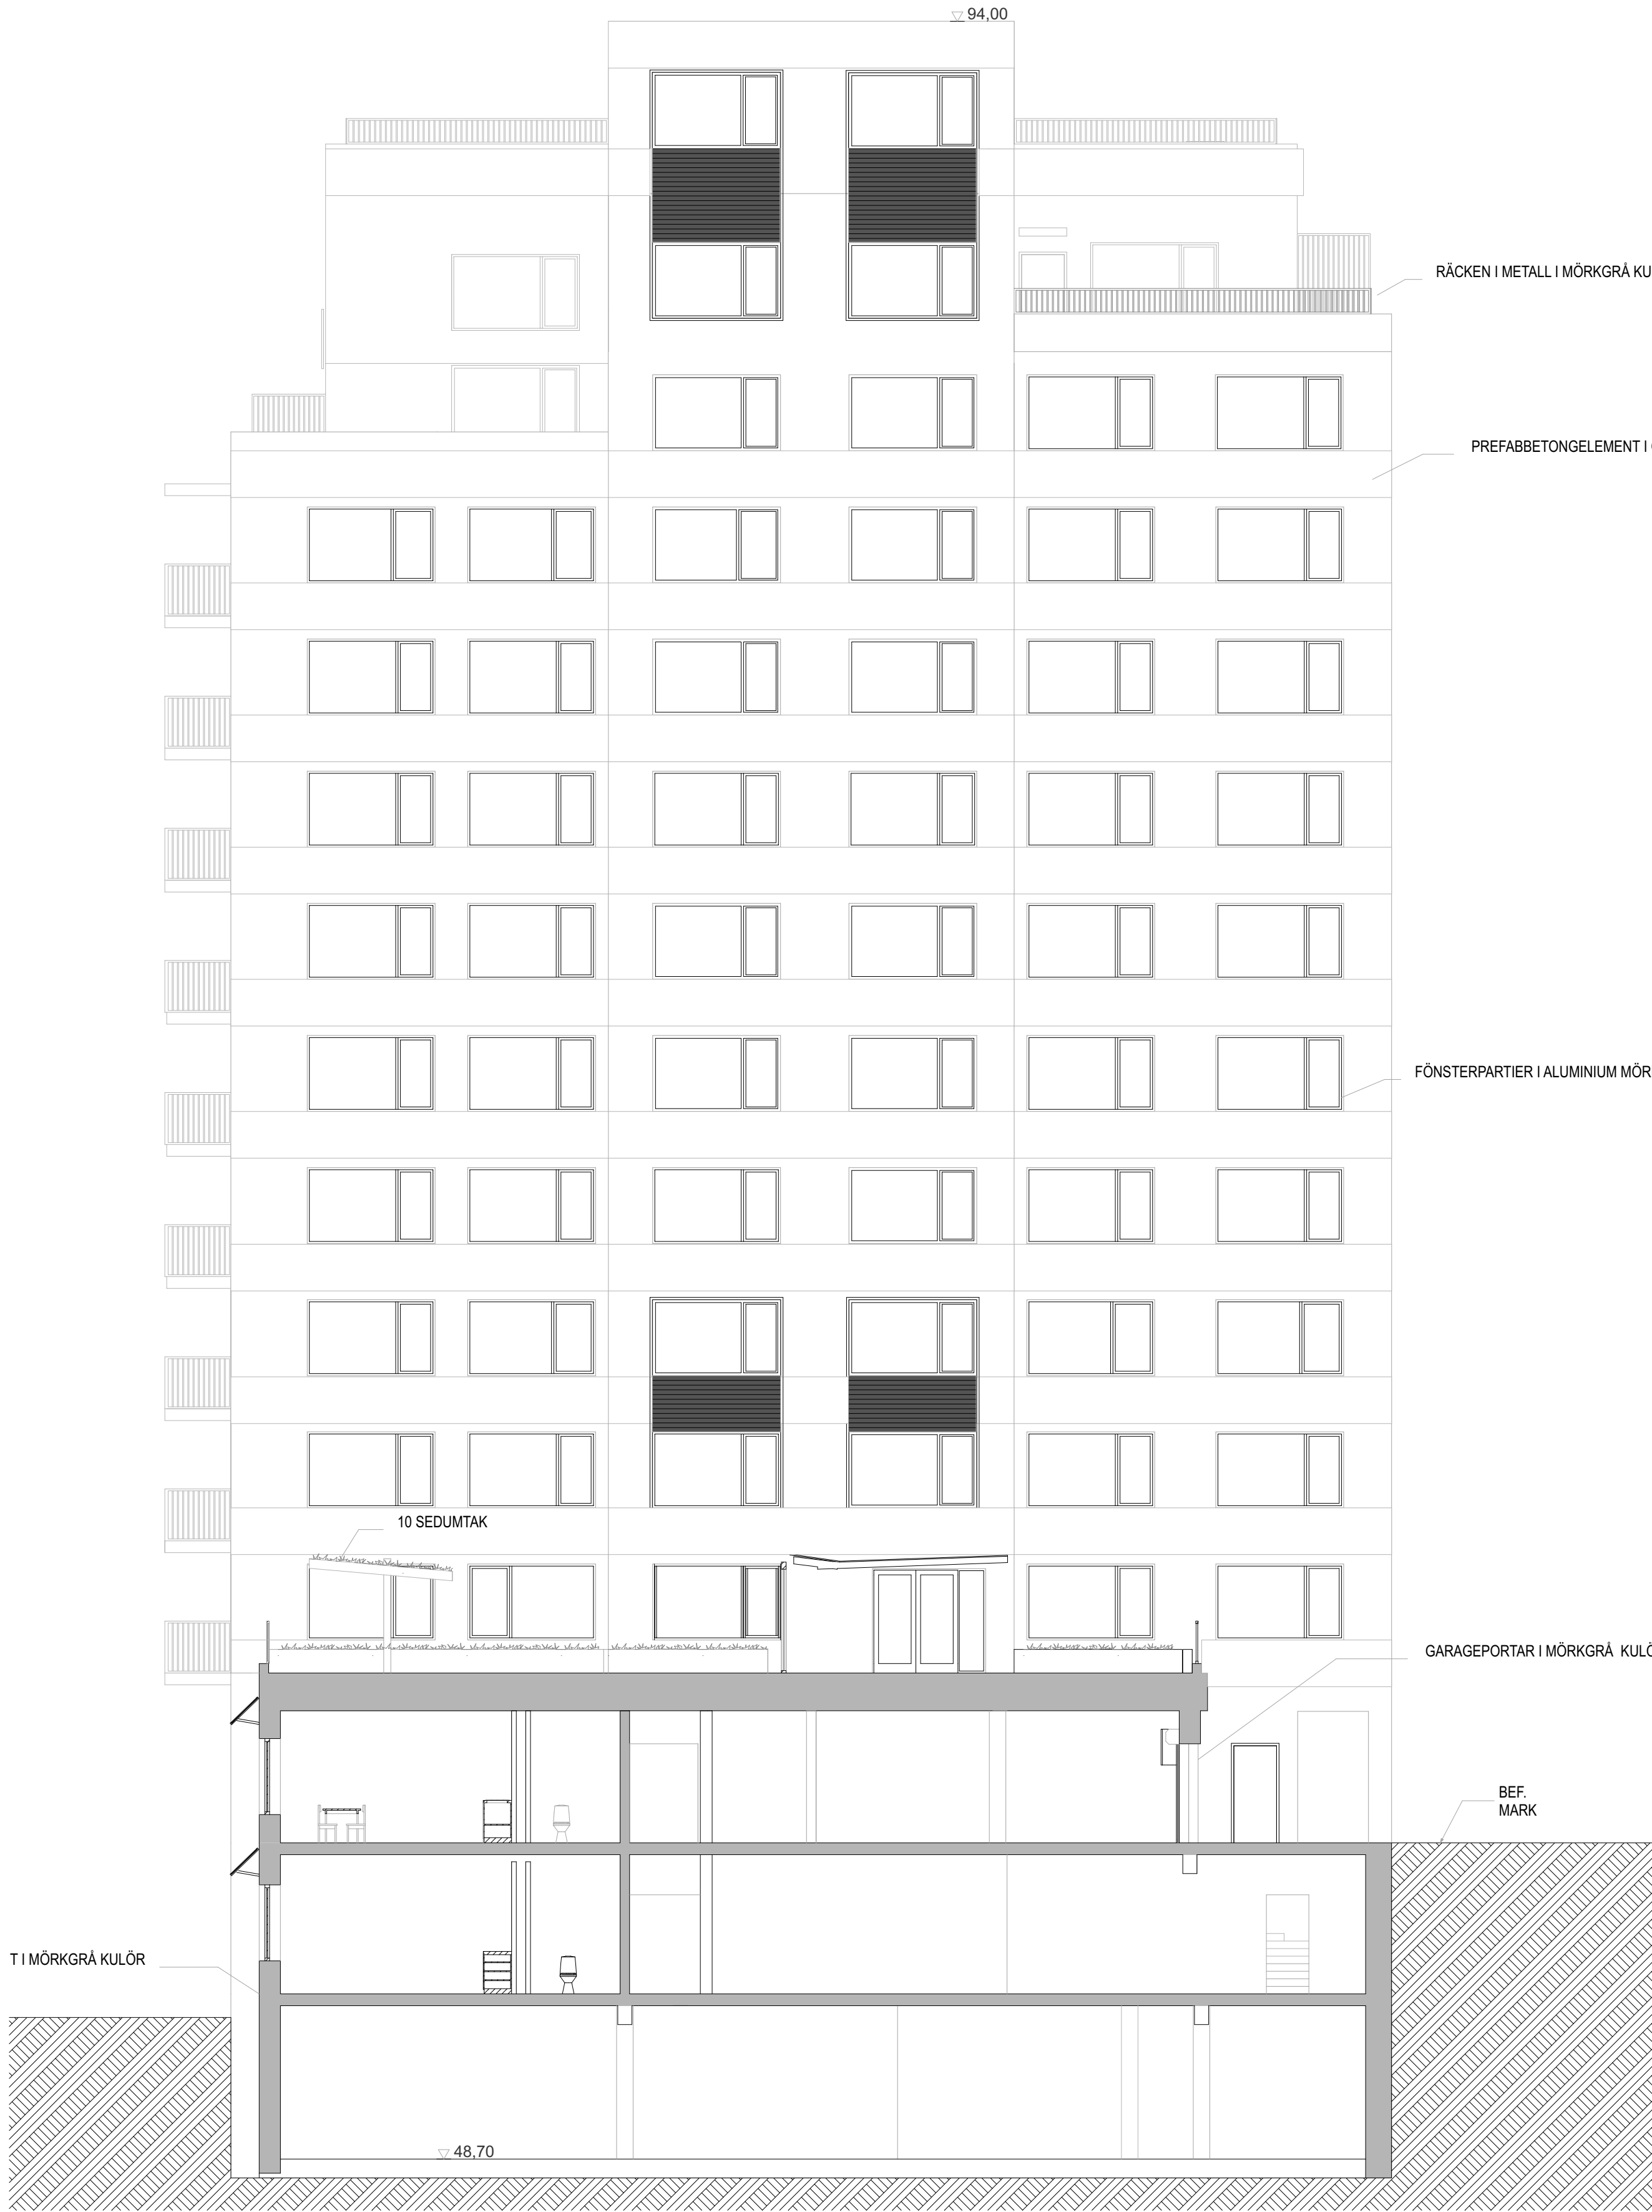 94,00
RÄCKEN I METALL I MÖRKGRÅ KU
PREFABBETONGELEMENT I
FÖNSTERPARTIER I ALUMINIUM MÖR
10 SEDUMTAK
GARAGEPORTAR I MÖRKGRÅ KULÖ
BEF.
MARK
T I MÖRKGRÅ KULÖR
48,70